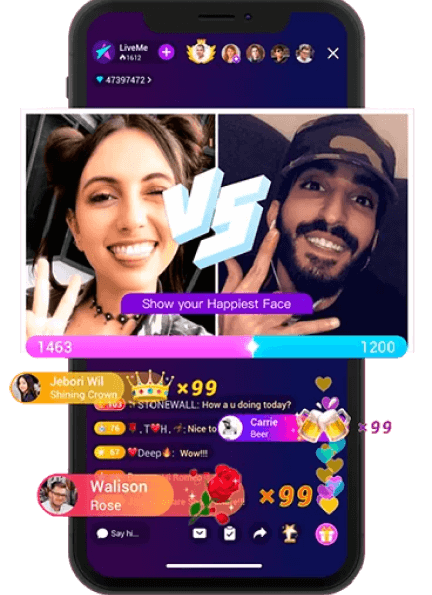 LiveMe
1612
47397472 >
VS
Show your Happiest Face
1463
1200
Jebori Wil
Shining Crown
×99
103
STONEWALL: How a u doing today?
76
, T❤H, : Nice to
Carrie
Beer
×99
67
❤Deep🔥: Wow!!!
Walison
Rose
×99
Say hi...